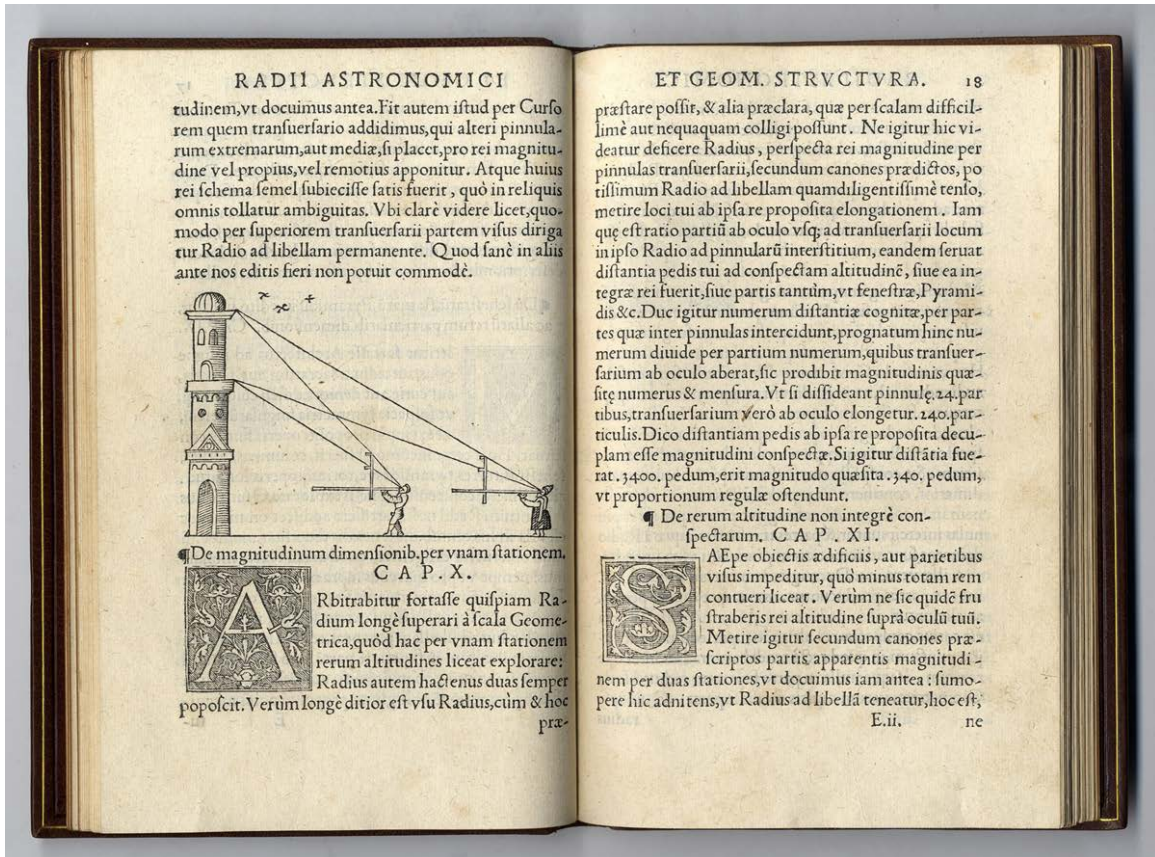 RADII ASTRONOMICI
tudinem,vt docuimus antea.Fit autem iſtud per Curſo
rem quem tranſuerſario addidimus,qui alteri pinnula-
rum extremarum,aut mediæ,ſi placet,pro rei magnitu-
dine vel propius,vel remotius apponitur. Atque huius
rei ſchema ſemel ſubieciſſe ſatis fuerit, quò in reliquis
omnis tollatur ambiguitas. Vbi clarè videre licet,quo-
modo per ſuperiorem tranſuerſarii partem viſus diriga
tur Radio ad libellam permanente. Quod ſanè in aliis
ante nos editis fieri non potuit commodè.
¶De magnitudinum dimenſionib.per vnam ſtationem.
CAP X.
ARbitrabitur fortaſſe quiſpiam Ra-
dium longè ſuperari à ſcala Geome-
trica,quòd hac per vnam ſtationem
rerum altitudines liceat explorare:
Radius autem hactenus duas ſemper
popoſcit.Verùm longè ditior eſt vſu Radius,cùm & hoc
præ-
ET GEOM. STRVCTVRA. 18
præſtare poſſit, & alia præclara, quæ per ſcalam difficil-
limè aut nequaquam colligi poſſunt. Ne igitur hic vi-
deatur deficere Radius, perſpecta rei magnitudine per
pinnulas tranſuerſarii,ſecundum canones prædictos, po
tiſſimum Radio ad libellam quamdiligentiſſimè tenſo,
metire loci tui ab ipſa re propoſita elongationem. Iam
quę eſt ratio partiū ab oculo vſq; ad tranſuerſarii locum
in ipſo Radio ad pinnularū interſtitium, eandem ſeruat
diſtantia pedis tui ad conſpectam altitudinē, ſiue ea in-
tegræ rei fuerit,ſiue partis tantùm,vt feneſtræ,Pyrami-
dis &c.Duc igitur numerum diſtantiæ cognitæ,per par-
tes quæ inter pinnulas intercidunt,prognatum hinc nu-
merum diuide per partium numerum,quibus tranſuer-
ſarium ab oculo aberat,ſic prodibit magnitudinis quæ-
ſitę numerus & menſura.Vt ſi diſſideant pinnulę.24.par
tibus,tranſuerſarium verò ab oculo elongetur.240.par-
ticulis.Dico diſtantiam pedis ab ipſa re propoſita decu-
plam eſſe magnitudini conſpectæ.Si igitur diſtātia fue-
rat.3400. pedum,erit magnitudo quæſita.340. pedum,
vt proportionum regulæ oſtendunt.
¶ De rerum altitudine non integrè con-
ſpectarum. CAP. XI.
SAEpe obiectis ædificiis, aut parietibus
viſus impeditur, quò minus totam rem
contueri liceat. Verùm ne ſic quidē fru
ſtraberis rei altitudine ſuprà oculū tuū.
Metire igitur ſecundum canones præ-
ſcriptos partis apparentis magnitudi-
nem per duas ſtationes,vt docuimus iam antea: ſumo-
pere hic adnitens,vt Radius ad libellā teneatur,hoc eſt,
E.ii. ne